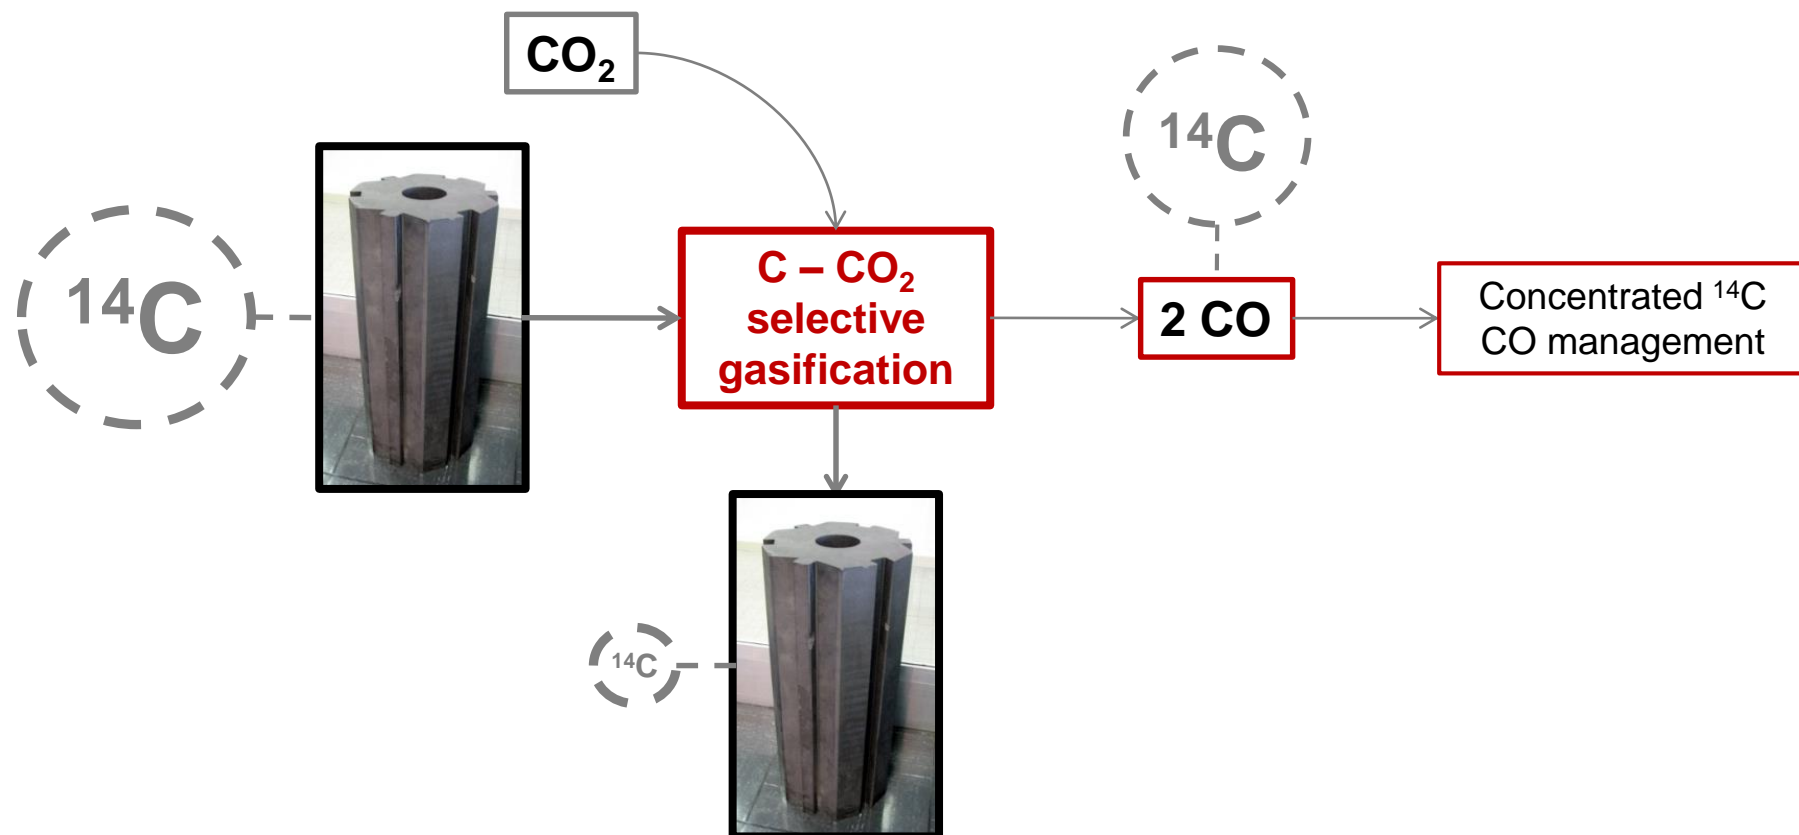 CO₂
¹⁴C
¹⁴C
C – CO₂
selective
gasification
2 CO
Concentrated ¹⁴C
CO management
¹⁴C